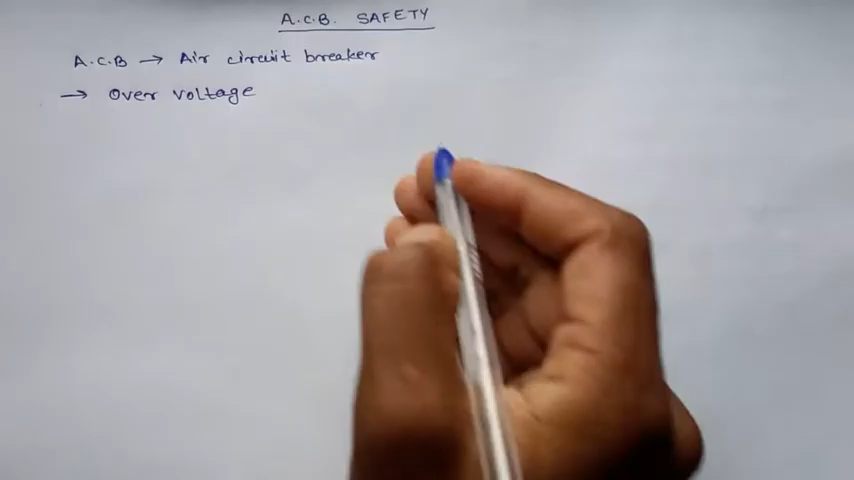 A.C.B. SAFETY
A.C.B → Air circuit breaker
→ Over voltage